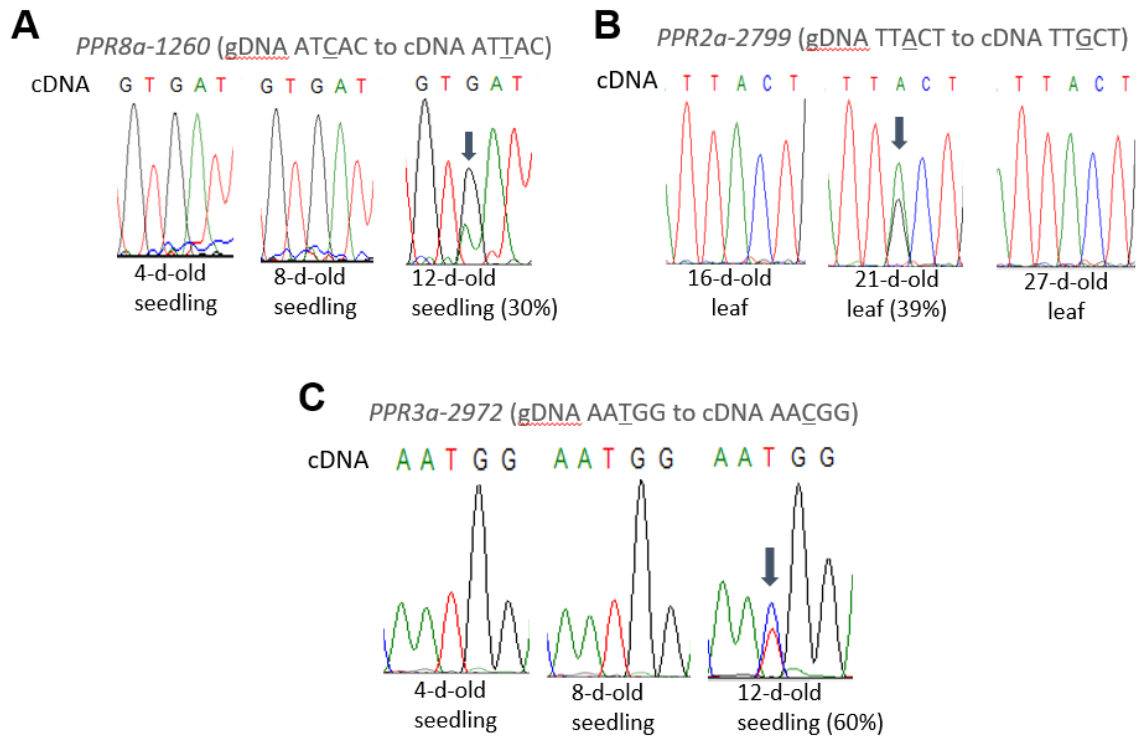 A
PPR8a-1260 (gDNA ATCAC to cDNA ATTAC)
cDNA G T G A T G T G A T G T G A T
4-d-old seedling
8-d-old seedling
12-d-old seedling (30%)
B
PPR2a-2799 (gDNA TTACT to cDNA TTGCT)
cDNA T T A C T T T A C T T T A C T
16-d-old leaf
21-d-old leaf (39%)
27-d-old leaf
C
PPR3a-2972 (gDNA AATGG to cDNA AACGG)
cDNA A A T G G A A T G G A A T G G
4-d-old seedling
8-d-old seedling
12-d-old seedling (60%)